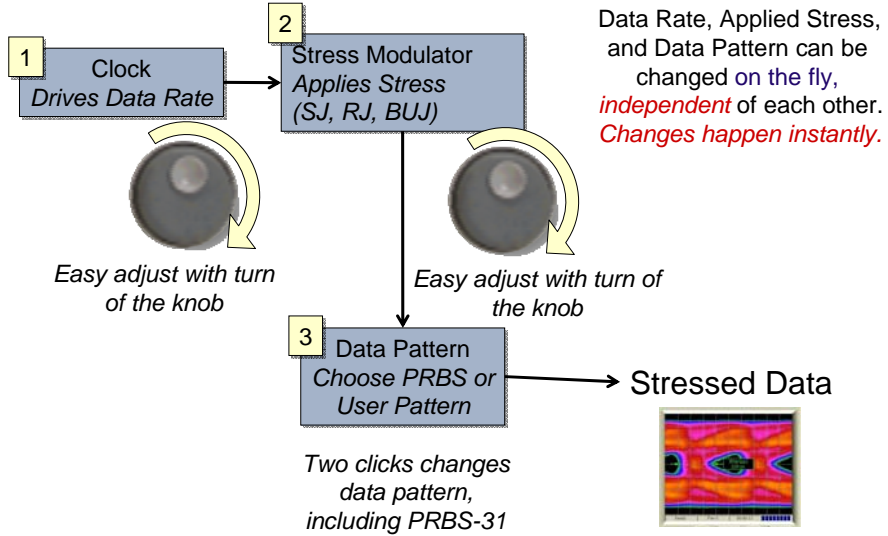 1
Clock
Drives Data Rate
2
Stress Modulator
Applies Stress
(SJ, RJ, BUJ)
Data Rate, Applied Stress,
and Data Pattern can be
changed on the fly,
independent of each other.
Changes happen instantly.
Easy adjust with turn
of the knob
Easy adjust with turn of
the knob
3
Data Pattern
Choose PRBS or
User Pattern
Stressed Data
Two clicks changes
data pattern,
including PRBS-31